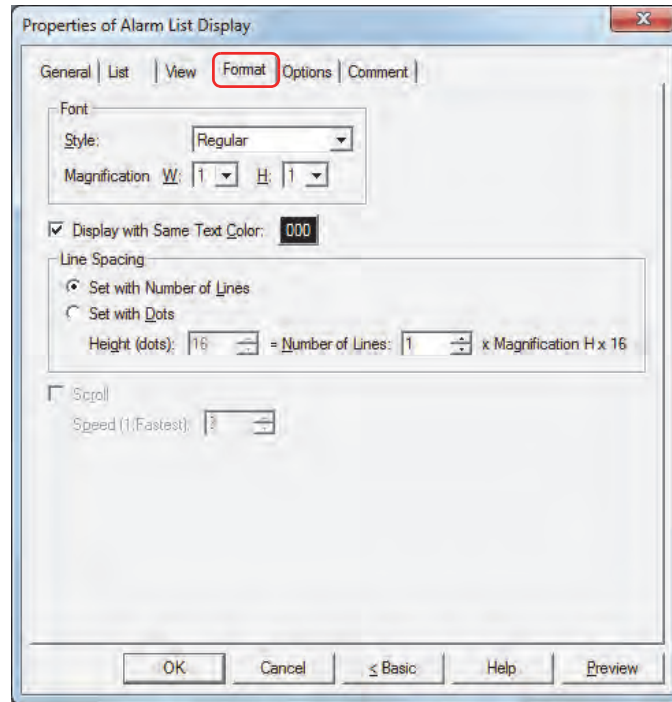 Properties of Alarm List Display
General List View Format Options Comment
Font
Style: Regular
Magnification W: 1 H: 1
Display with Same Text Color: 000
Line Spacing
Set with Number of Lines
Set with Dots
Height (dots): 16 = Number of Lines: 1 x Magnification H x 16
Scroll
Speed (1:Fastest):
OK Cancel < Basic Help Preview